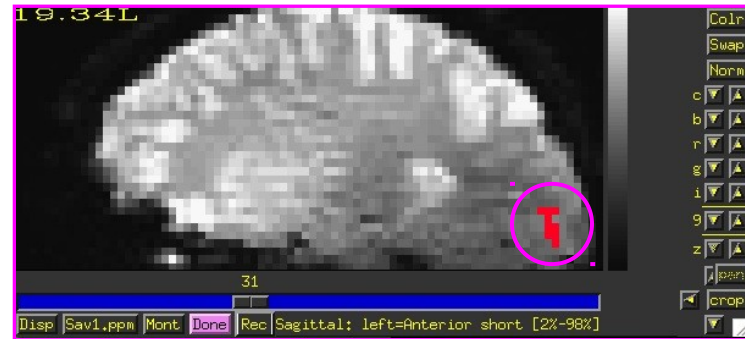 19.34L
Colr
Swap
Norm
c
b
r
g
i
9
z
pan
crop
31
Disp Sav1.ppm Mont Done Rec Sagittal: left=Anterior short [2%-98%]